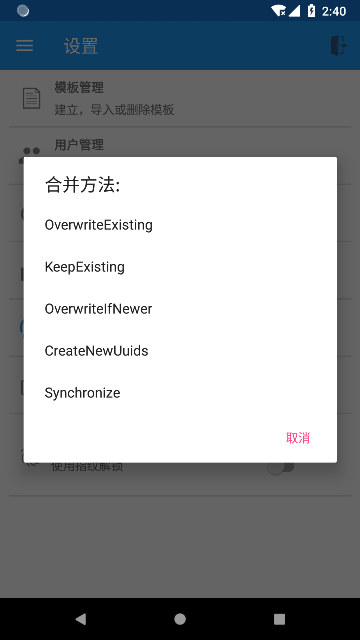 2:40
设置
模板管理
建立，导入或删除模板
用户管理
合并方法:
OverwriteExisting
KeepExisting
OverwriteIfNewer
CreateNewUuids
Synchronize
取消
使用指纹解锁